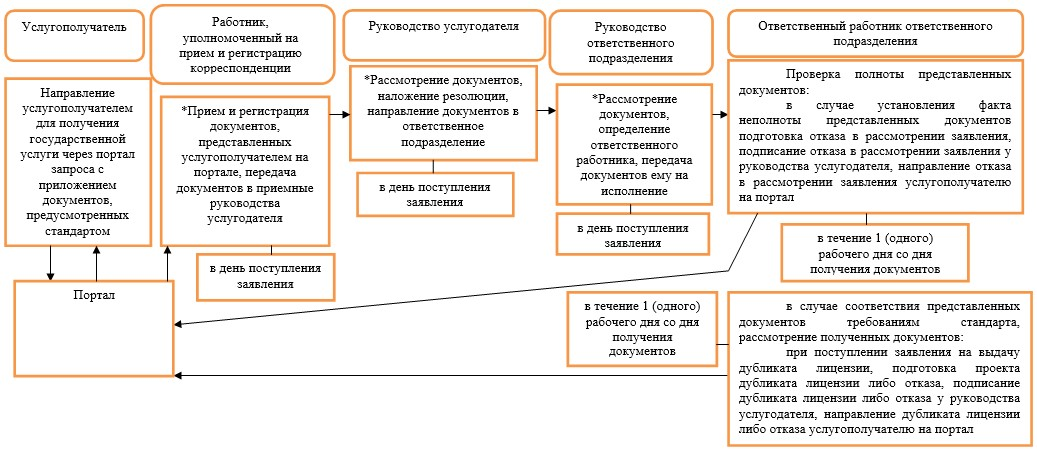 Услугополучатель
Работник,
уполномоченный на
прием и регистрацию
корреспонденции
Руководство услугодателя
Руководство
ответственного
подразделения
Ответственный работник ответственного
подразделения
Направление
услугополучателем
для получения
государственной
услуги через портал
запроса с
приложением
документов,
предусмотренных
стандартом
*Прием и регистрация
документов,
представленных
услугополучателем на
портале, передача
документов в приемные
руководства
услугодателя
в день поступления
заявления
*Рассмотрение документов,
наложение резолюции,
направление документов в
ответственное
подразделение
в день поступления
заявления
*Рассмотрение
документов,
определение
ответственного
работника, передача
документов ему на
исполнение
в день поступления
заявления
Проверка полноты представленных
документов:
в случае установления факта
неполноты представленных документов
подготовка отказа в рассмотрении заявления,
подписание отказа в рассмотрении заявления у
руководства услугодателя, направление отказа
в рассмотрении заявления услугополучателю
на портал
в течение 1 (одного)
рабочего дня со дня
получения документов
Портал
в течение 1 (одного)
рабочего дня со дня
получения
документов
в случае соответствия представленных
документов требованиям стандарта,
рассмотрение полученных документов:
при поступлении заявления на выдачу
дубликата лицензии, подготовка проекта
дубликата лицензии либо отказа, подписание
дубликата лицензии либо отказа у руководства
услугодателя, направление дубликата лицензии
либо отказа услугополучателю на портал